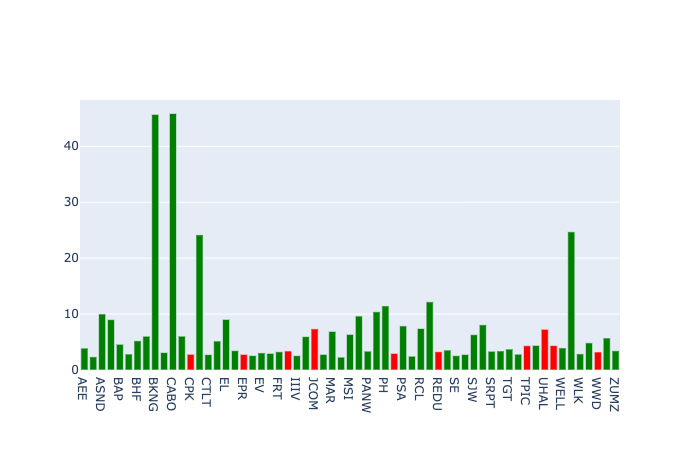 40
30
20
10
0
AEE
ASND
BAP
BHF
BKNG
CABO
CPK
CTLT
EL
EPR
EV
FRT
IIIV
JCOM
MAR
MSI
PANW
PH
PSA
RCL
REDU
SE
SJW
SRPT
TGT
TPIC
UHAL
WELL
WLK
WWD
ZUMZ